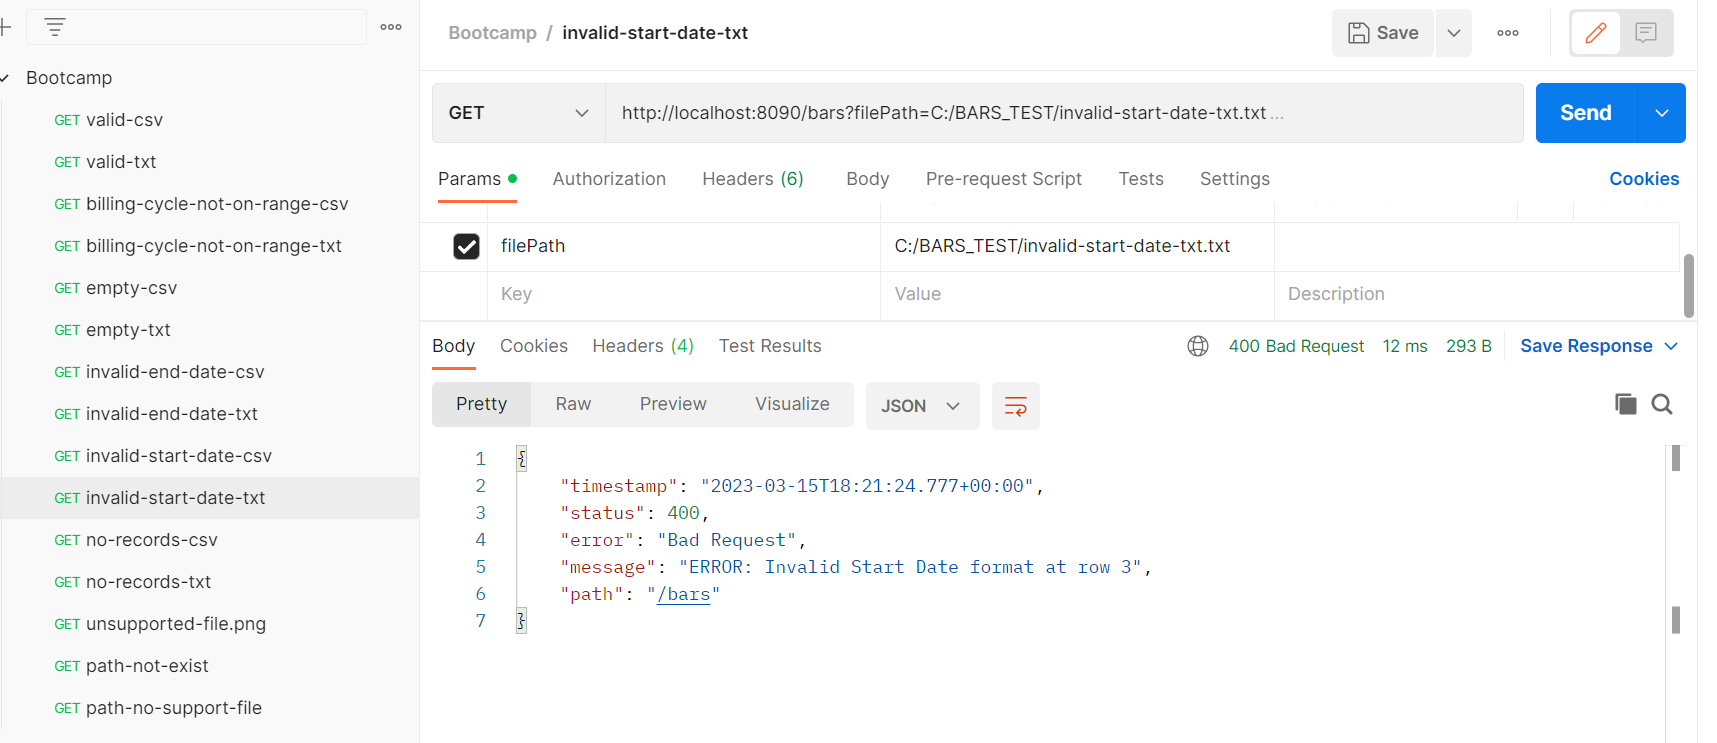 Bootcamp
GET valid-csv
GET valid-txt
GET billing-cycle-not-on-range-csv
GET billing-cycle-not-on-range-txt
GET empty-csv
GET empty-txt
GET invalid-end-date-csv
GET invalid-end-date-txt
GET invalid-start-date-csv
GET invalid-start-date-txt
GET no-records-csv
GET no-records-txt
GET unsupported-file.png
GET path-not-exist
GET path-no-support-file
Bootcamp / invalid-start-date-txt
Save
GET http://localhost:8090/bars?filePath=C:/BARS_TEST/invalid-start-date-txt.txt ...
Send
Params Authorization Headers (6) Body Pre-request Script Tests Settings Cookies
filePath C:/BARS_TEST/invalid-start-date-txt.txt
Key Value Description
Body Cookies Headers (4) Test Results 400 Bad Request 12 ms 293 B Save Response
Pretty Raw Preview Visualize JSON
1 {
2 "timestamp": "2023-03-15T18:21:24.777+00:00",
3 "status": 400,
4 "error": "Bad Request",
5 "message": "ERROR: Invalid Start Date format at row 3",
6 "path": "/bars"
7 }